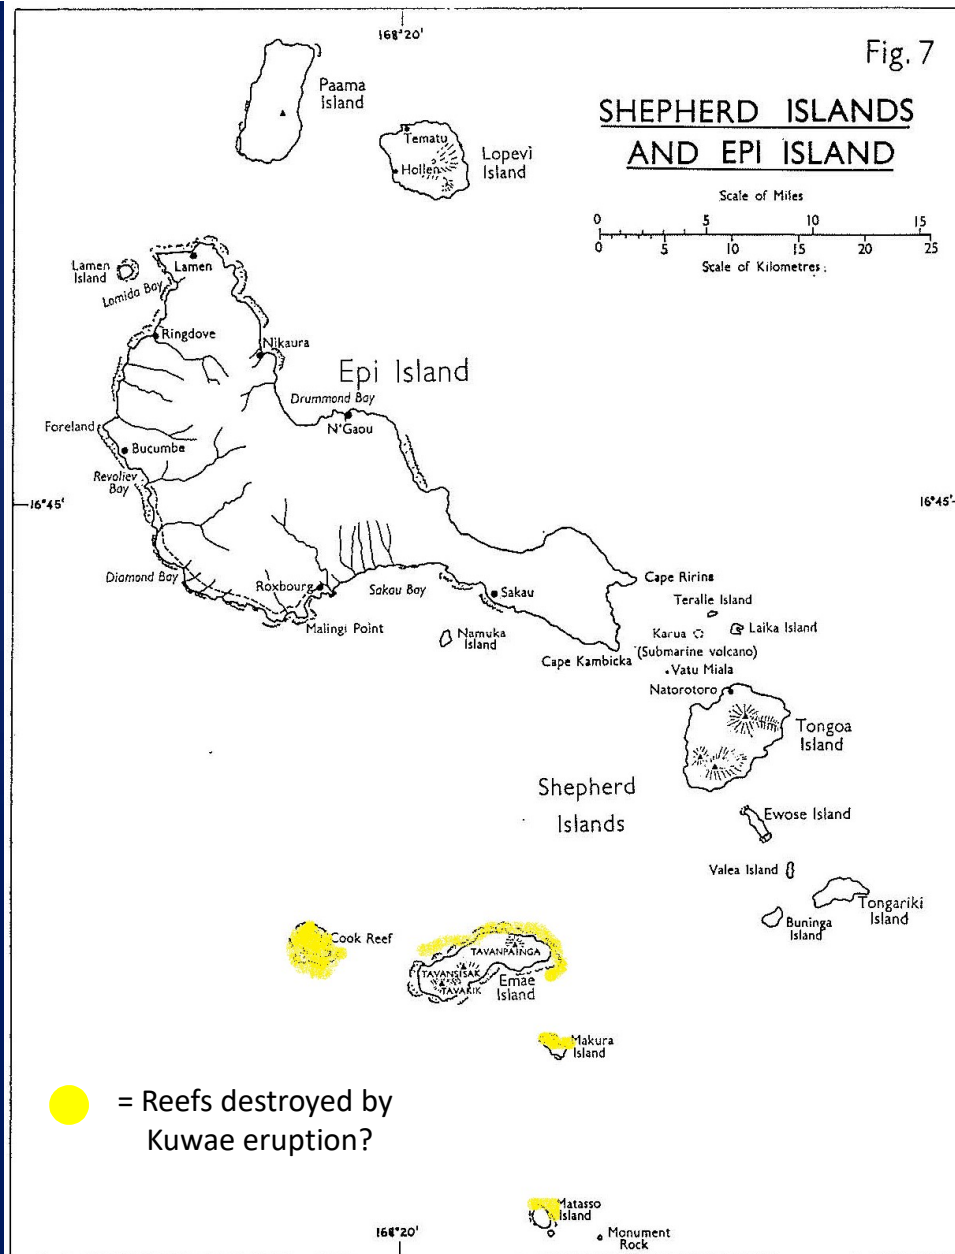 168°20'
Fig. 7
SHEPHERD ISLANDS
AND EPI ISLAND
Scale of Miles
0 5 10 15
0 5 10 15 20 25
Scale of Kilometres
Paama
Island
Tematu
Hollen
Lopevi
Island
Lamen
Island
Lamen
Lomida Bay
Ringdove
Nikaura
Epi Island
Drummond Bay
N'Gaou
Foreland
Bucumbe
Revoliev
Bay
16°45'
16°45'
Diamond Bay
Roxbourg
Sakau Bay
Sakau
Malingi Point
Namuka
Island
Cape Ririna
Teralle Island
Karua
(Submarine volcano)
Laika Island
Cape Kambicka
Vatu Miala
Natorotoro
Tongoa
Island
Shepherd
Islands
Ewose Island
Valea Island
Tongariki
Island
Buninga
Island
Cook Reef
TAVANPAINGA
TAVANSISAK
TAVARIK
Emae
Island
Makura
Island
= Reefs destroyed by
Kuwae eruption?
Matasso
Island
Monument
Rock
168°20'